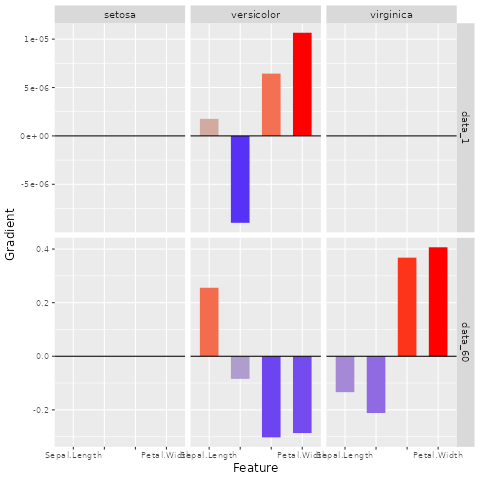 setosa versicolor virginica
1e-05
5e-06
0e+00
-5e-06
data_1
0.4
0.2
0.0
-0.2
data_60
Gradient
Sepal.Length Petal.Width Sepal.Length Petal.Width Sepal.Length Petal.Width
Feature